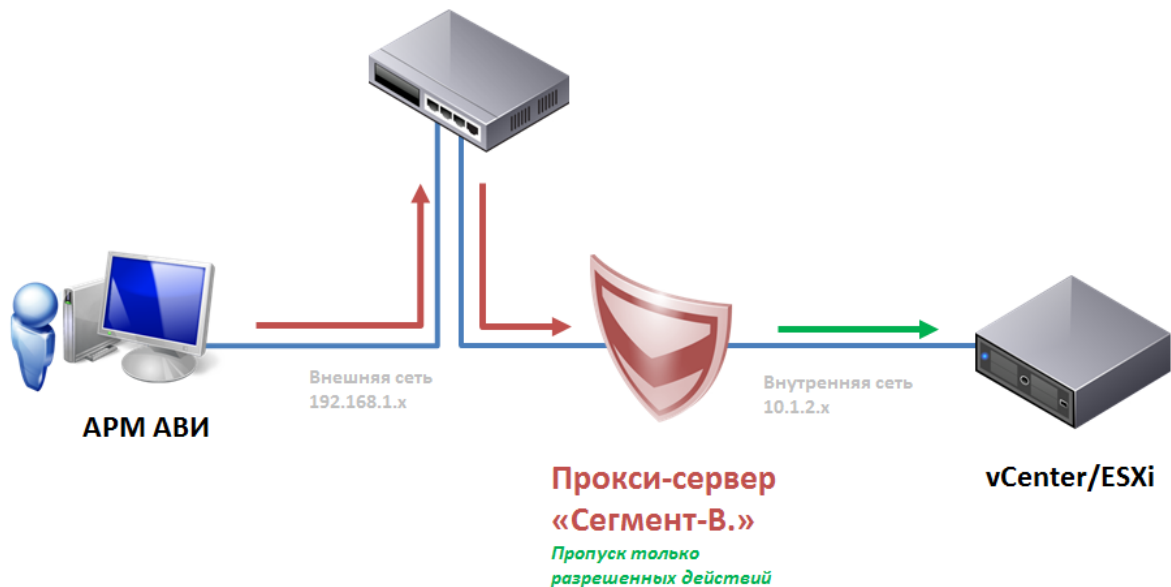 Внешняя сеть
192.168.1.x
Внутренняя сеть
10.1.2.x
АРМ АВИ
Прокси-сервер
«Сегмент-В.»
Пропуск только
разрешенных действий
vCenter/ESXi